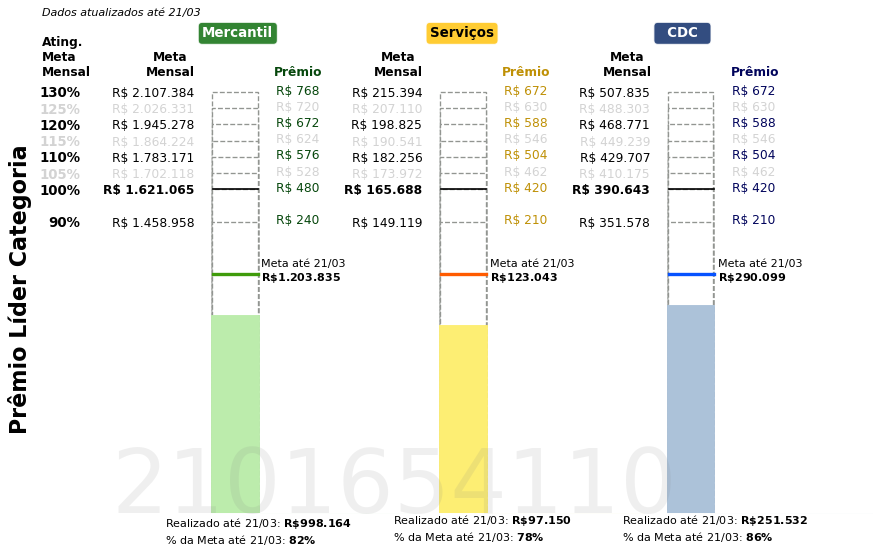 Dados atualizados até 21/03
Mercantil Serviços CDC
Ating. Meta Mensal Meta Mensal Prêmio Meta Mensal Prêmio Meta Mensal Prêmio
130% R$ 2.107.384 R$ 768 R$ 215.394 R$ 672 R$ 507.835 R$ 672
125% R$ 2.026.331 R$ 720 R$ 207.110 R$ 630 R$ 488.303 R$ 630
120% R$ 1.945.278 R$ 672 R$ 198.825 R$ 588 R$ 468.771 R$ 588
115% R$ 1.864.224 R$ 624 R$ 190.541 R$ 546 R$ 449.239 R$ 546
110% R$ 1.783.171 R$ 576 R$ 182.256 R$ 504 R$ 429.707 R$ 504
105% R$ 1.702.118 R$ 528 R$ 173.972 R$ 462 R$ 410.175 R$ 462
100% R$ 1.621.065 R$ 480 R$ 165.688 R$ 420 R$ 390.643 R$ 420
90% R$ 1.458.958 R$ 240 R$ 149.119 R$ 210 R$ 351.578 R$ 210
Meta até 21/03 Meta até 21/03 Meta até 21/03
R$1.203.835 R$123.043 R$290.099
Prêmio Líder Categoria
2101654110
Realizado até 21/03: R$998.164 Realizado até 21/03: R$97.150 Realizado até 21/03: R$251.532
% da Meta até 21/03: 82% % da Meta até 21/03: 78% % da Meta até 21/03: 86%